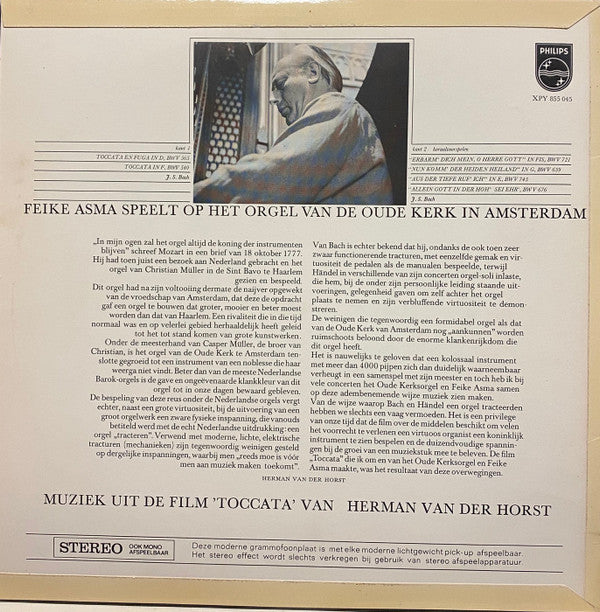 PHILIPS
XPY 855 045
kant 1
TOCCATA EN FUGA IN D, BWV 565
TOCCATA IN F, BWV 540
J. S. Bach
kant 2 koraalvoorspelen
"ERBARM' DICH MEIN, O HERRE GOTT" IN FIS, BWV 721
"NUN KOMM' DER HEIDEN HEILAND" IN G, BWV 659
"AUS DER TIEFE RUF' ICH" IN E, BWV 745
ALLEIN GOTT IN DER HOH' SEI EHR', BWV 676
J. S. Bach
FEIKE ASMA SPEELT OP HET ORGEL VAN DE OUDE KERK IN AMSTERDAM
„In mijn ogen zal het orgel altijd de koning der instrumenten
blijven” schreef Mozart in een brief van 18 oktober 1777.
Hij had toen juist een bezoek aan Nederland gebracht en het
orgel van Christian Müller in de Sint Bavo te Haarlem
gezien en bespeeld.
Dit orgel had na zijn voltooiing dermate de naijver opgewekt
van de vroedschap van Amsterdam, dat deze de opdracht
gaf een orgel te bouwen dat groter, mooier en beter moest
worden dan dat van Haarlem. Een rivaliteit die in die tijd
normaal was en op velerlei gebied herhaaldelijk heeft geleid
tot het tot stand komen van grote kunstwerken.
Onder de meesterhand van Casper Müller, de broer van
Christian, is het orgel van de Oude Kerk te Amsterdam ten-
slotte gegroeid tot een instrument van een noblesse die haar
weerga niet vindt. Beter dan van de meeste Nederlandse
Barok-orgels is de gave en ongeëvenaarde klankkleur van dit
orgel tot in onze dagen bewaard gebleven.
De bespeling van deze reus onder de Nederlandse orgels vergt
echter, naast een grote virtuositeit, bij de uitvoering van een
groot orgelwerk een zware fysieke inspanning, die vanouds
betiteld werd met de echt Nederlandse uitdrukking: een
orgel „tracteren”. Verwend met moderne, lichte, elektrische
tracturen (mechanieken) zijn tegenwoordig weinigen gesteld
op dergelijke inspanningen, waarbij men „reeds moe is vóór
men aan muziek maken toekomt”.
Van Bach is echter bekend dat hij, ondanks de ook toen zeer
zwaar functionerende tracturen, met eenzelfde gemak en vir-
tuositeit de pedalen als de manualen bespeelde, terwijl
Händel in verschillende van zijn concerten orgel-soli inlaste,
die hem, bij de onder zijn persoonlijke leiding staande uit-
voeringen, gelegenheid gaven om zelf achter het orgel
plaats te nemen en zijn verbluffende virtuositeit te demon-
streren.
De weinigen die tegenwoordig een formidabel orgel als dat
van de Oude Kerk van Amsterdam nog „aankunnen” worden
ruimschoots beloond door de enorme klankenrijkdom die
dit orgel heeft.
Het is nauwelijks te geloven dat een kolossaal instrument
met meer dan 4000 pijpen zich dan duidelijk waarneembaar
verheugt in een samenspel met zijn meester en toch heb ik bij
vele concerten het Oude Kerksorgel en Feike Asma samen
op deze adembenemende wijze muziek zien maken.
Van de wijze waarop Bach en Händel een orgel tracteerden
hebben we slechts een vaag vermoeden. Het is een privilege
van onze tijd dat de film over de middelen beschikt om velen
het voorrecht te verlenen een virtuoos organist een koninklijk
instrument te zien bespelen en de duizendvoudige spannin-
gen bij de groei van een muziekstuk mee te beleven. De film
„Toccata” die ik om en van het Oude Kerksorgel en Feike
Asma maakte, was het resultaat van deze overwegingen.
HERMAN VAN DER HORST
MUZIEK UIT DE FILM 'TOCCATA' VAN HERMAN VAN DER HORST
STEREO OOK MONO AFSPEELBAAR
Deze moderne grammofoonplaat is met elke moderne lichtgewicht pick-up afspeelbaar.
Het stereo effect wordt slechts verkregen bij gebruik van stereo afspeelapparatuur.